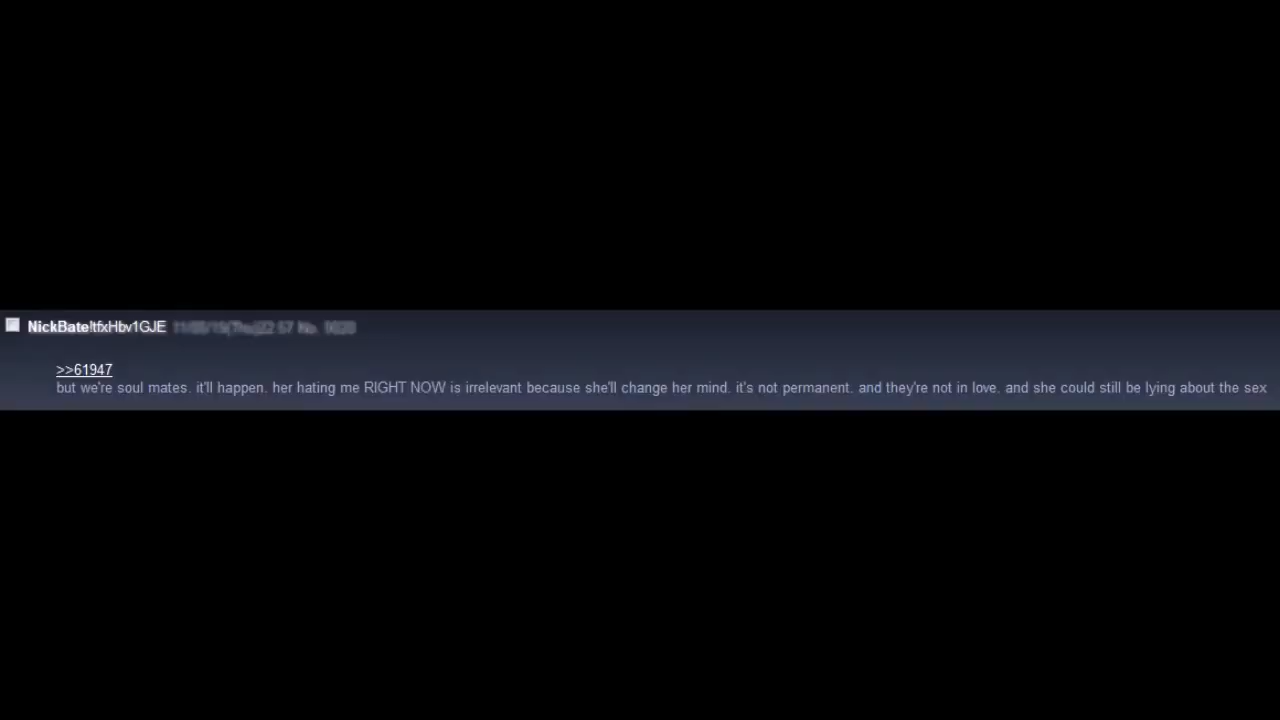 NickBate!tfxHbv1GJE
>>61947
but we're soul mates. it'll happen. her hating me RIGHT NOW is irrelevant because she'll change her mind. it's not permanent. and they're not in love. and she could still be lying about the sex